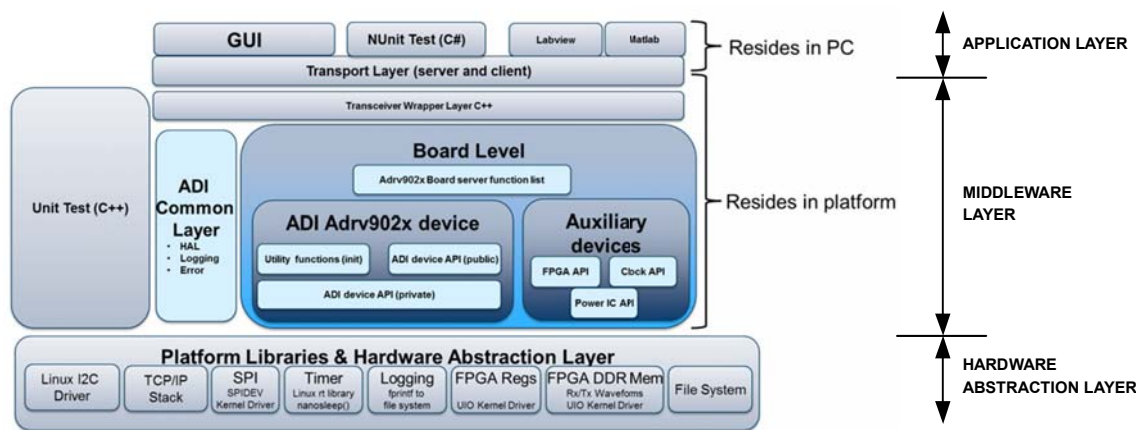 GUI
NUnit Test (C#)
Labview
Matlab
Resides in PC
APPLICATION LAYER
Transport Layer (server and client)
Transceiver Wrapper Layer C++
Board Level
Adrv902x Board server function list
Unit Test (C++)
ADI
Common
Layer
• HAL
• Logging
• Error
ADI Adrv902x device
Utility functions (init)
ADI device API (public)
ADI device API (private)
Auxiliary
devices
FPGA API
Clock API
Power IC API
Resides in platform
MIDDLEWARE
LAYER
Platform Libraries & Hardware Abstraction Layer
Linux I2C
Driver
TCP/IP
Stack
SPI
SPIDEV
Kernel Driver
Timer
Linux rt library
nanosleep()
Logging
fprintf to
file system
FPGA Regs
UIO Kernel Driver
FPGA DDR Mem
Rx/Tx Wavefoms
UIO Kernel Driver
File System
HARDWARE
ABSTRACTION LAYER